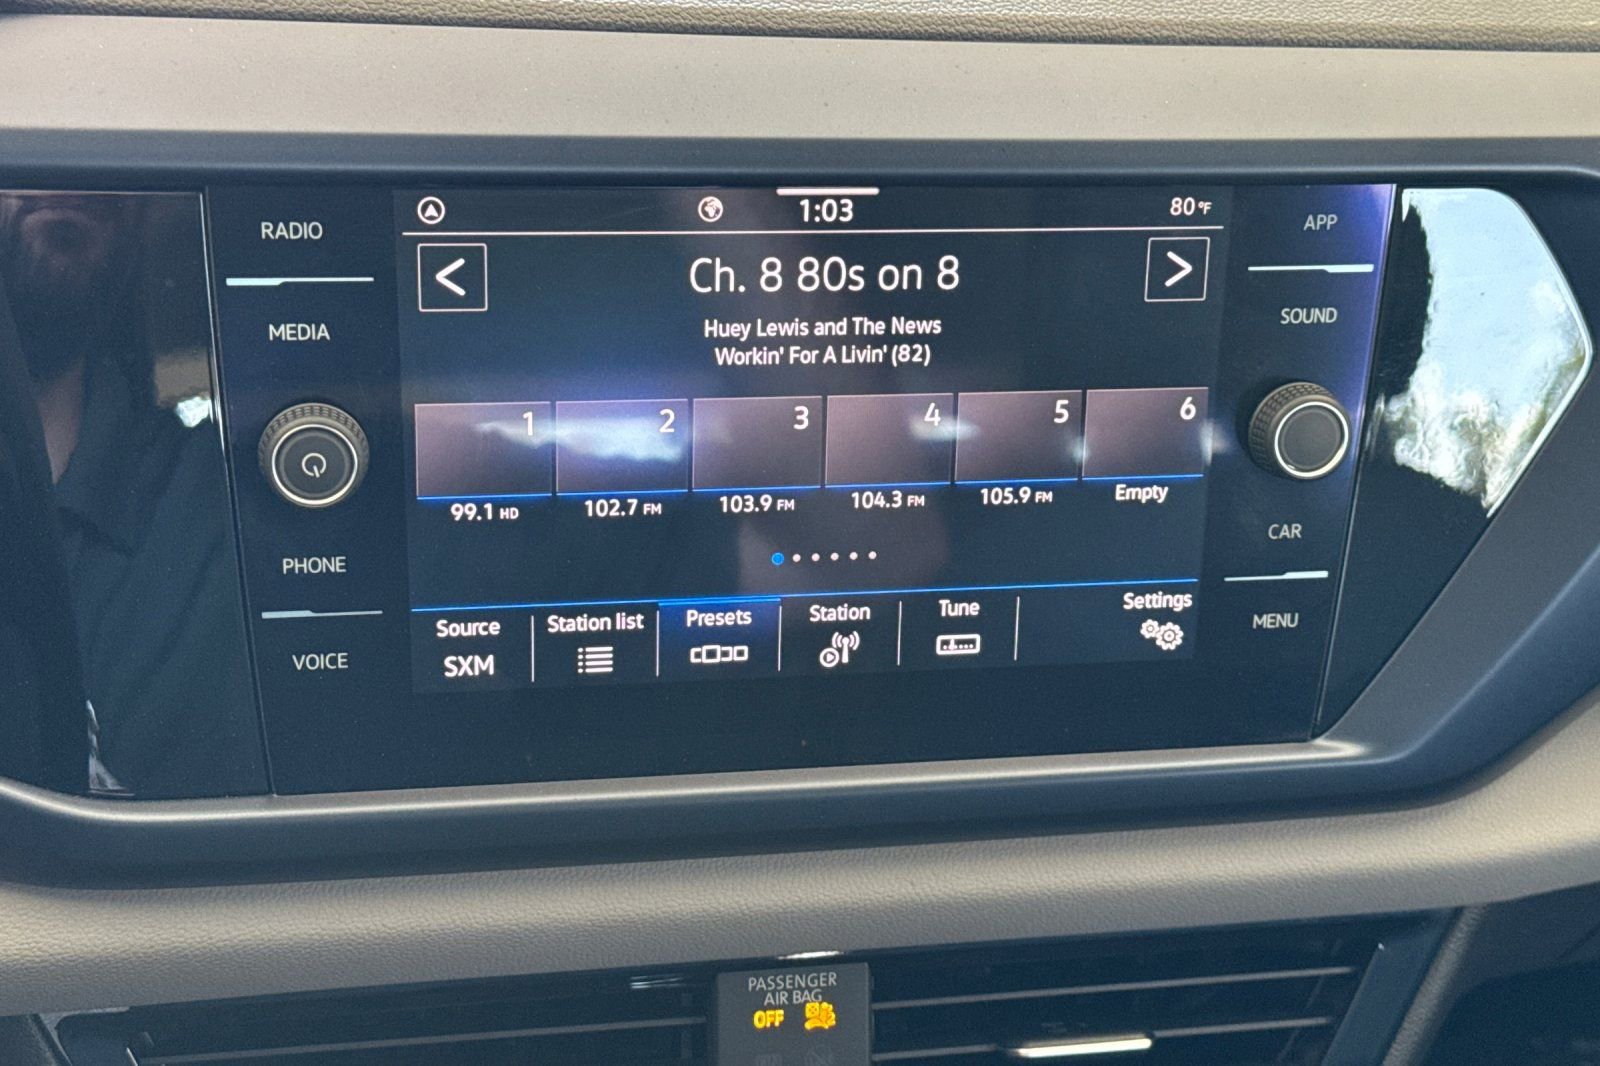 RADIO
MEDIA
PHONE
VOICE
1:03
80°F
Ch. 8 80s on 8
Huey Lewis and The News
Workin' For A Livin' (82)
1 2 3 4 5 6
99.1 HD 102.7 FM 103.9 FM 104.3 FM 105.9 FM Empty
Source Station list Presets Station Tune Settings
SXM
APP
SOUND
CAR
MENU
PASSENGER
AIR BAG
OFF